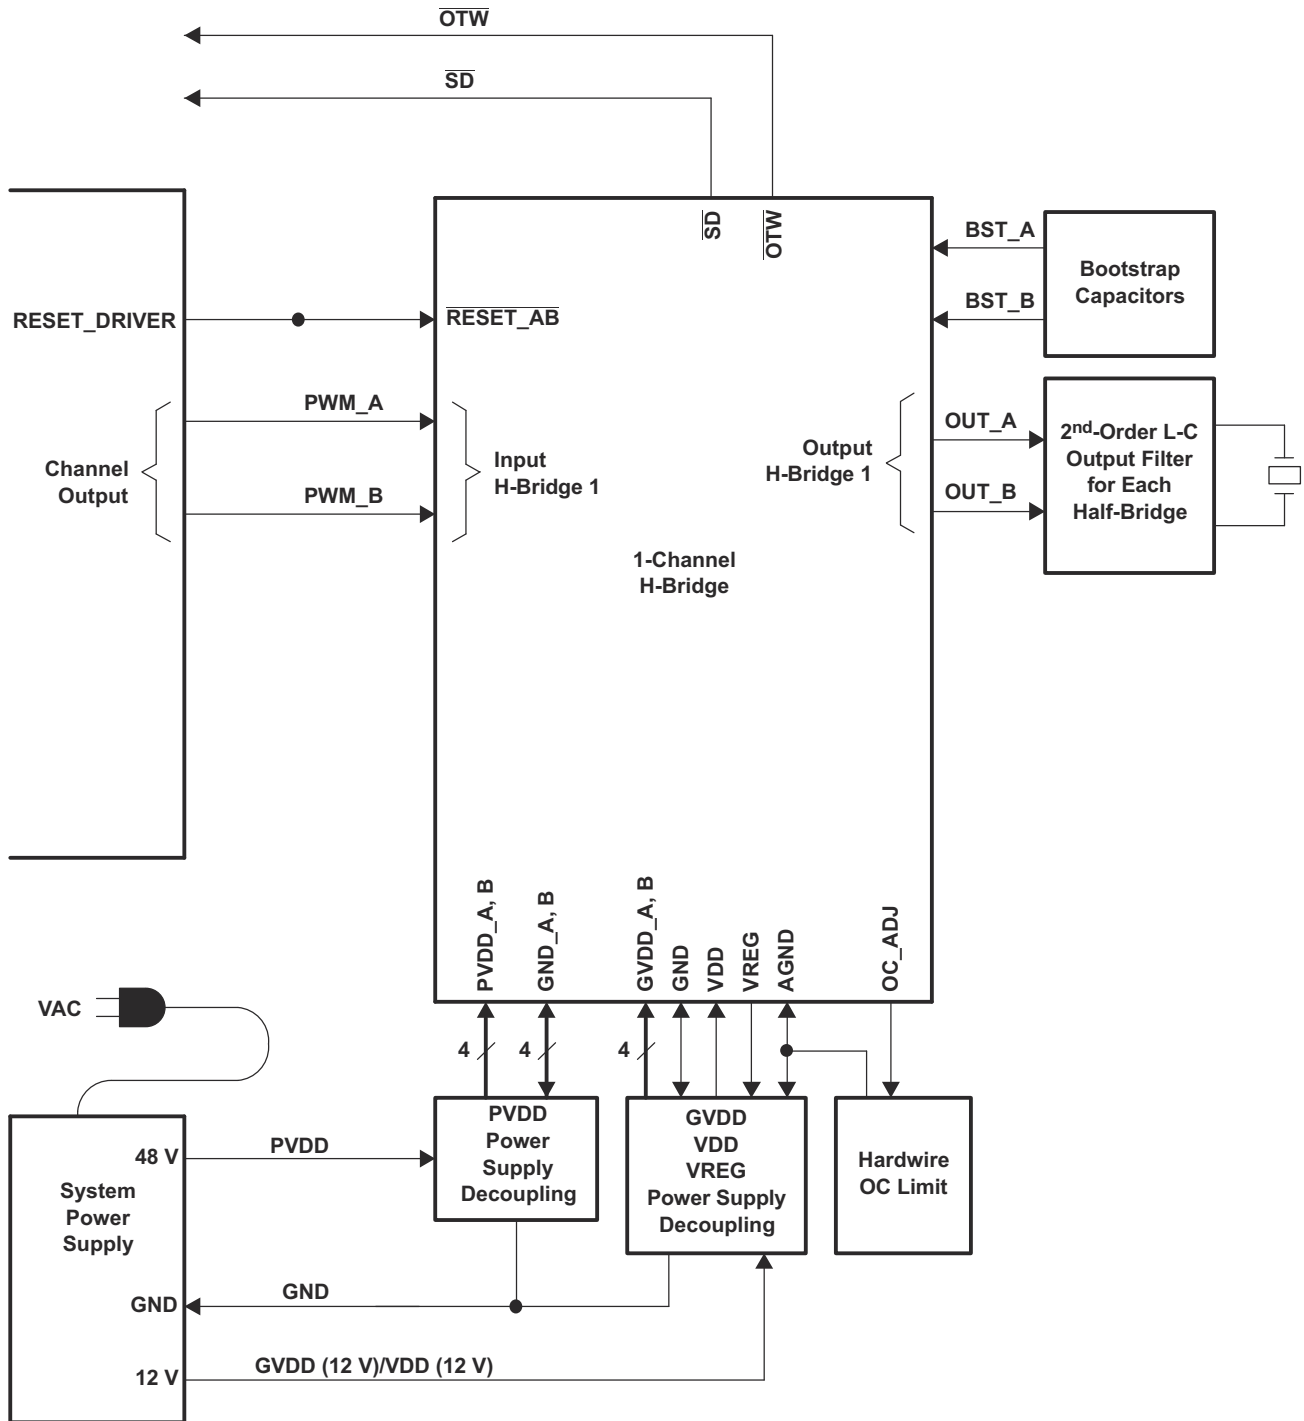 OTW
SD
SD
OTW
BST_A
BST_B
Bootstrap
Capacitors
RESET_DRIVER
RESET_AB
PWM_A
PWM_B
Channel
Output
Input
H-Bridge 1
Output
H-Bridge 1
OUT_A
OUT_B
2nd-Order L-C
Output Filter
for Each
Half-Bridge
1-Channel
H-Bridge
PVDD_A, B
GND_A, B
GVDD_A, B
GND
VDD
VREG
AGND
OC_ADJ
VAC
4
4
4
PVDD
Power
Supply
Decoupling
GVDD
VDD
VREG
Power Supply
Decoupling
Hardwire
OC Limit
48 V
PVDD
System
Power
Supply
GND
GND
12 V
GVDD (12 V)/VDD (12 V)